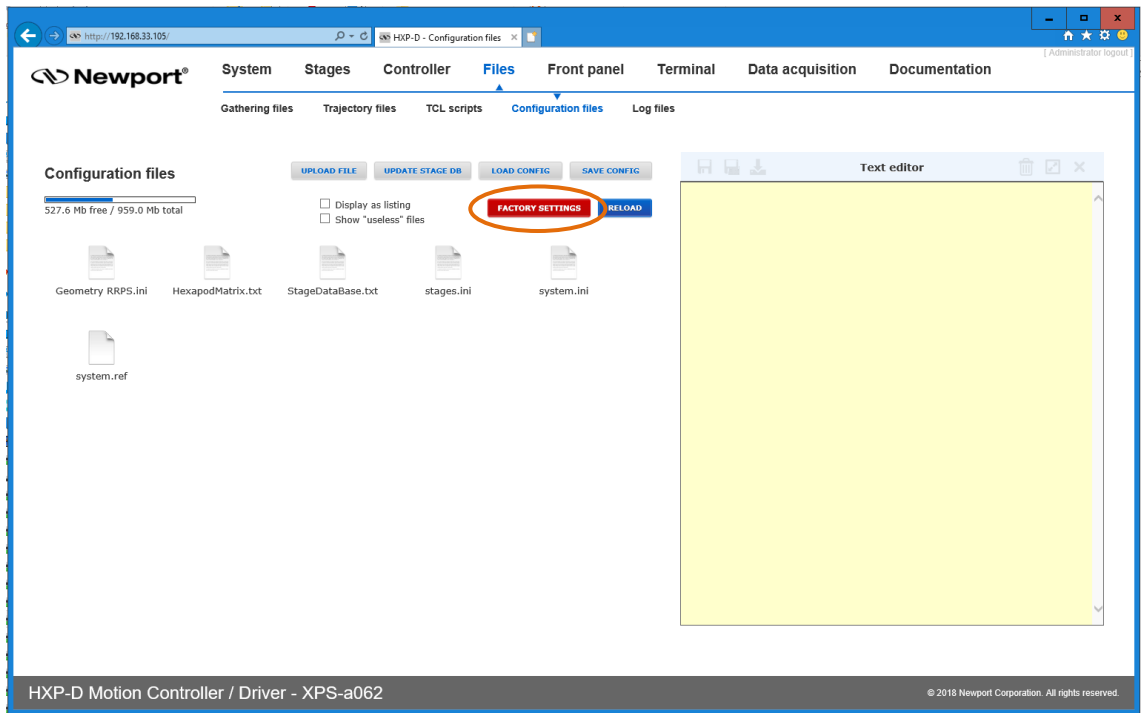 http://192.168.33.105/
HXP-D - Configuration files
[ Administrator logout ]
Newport®
System Stages Controller Files Front panel Terminal Data acquisition Documentation
Gathering files Trajectory files TCL scripts Configuration files Log files
Configuration files
UPLOAD FILE UPDATE STAGE DB LOAD CONFIG SAVE CONFIG
527.6 Mb free / 959.0 Mb total
Display as listing
Show "useless" files
FACTORY SETTINGS RELOAD
Text editor
Geometry RRPS.ini HexapodMatrix.txt StageDataBase.txt stages.ini system.ini
system.ref
HXP-D Motion Controller / Driver - XPS-a062
© 2018 Newport Corporation. All rights reserved.